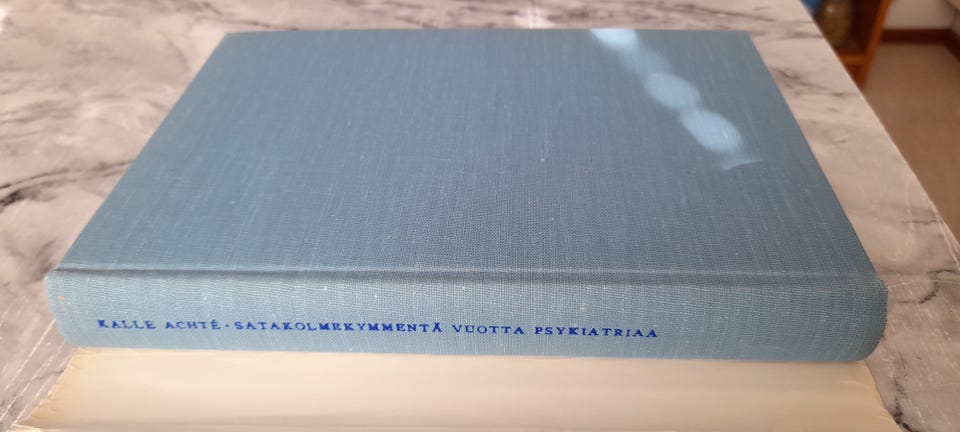 KALLE ACHTÉ · SATAKOLMEKYMMENTÄ VUOTTA PSYKIATRIAA